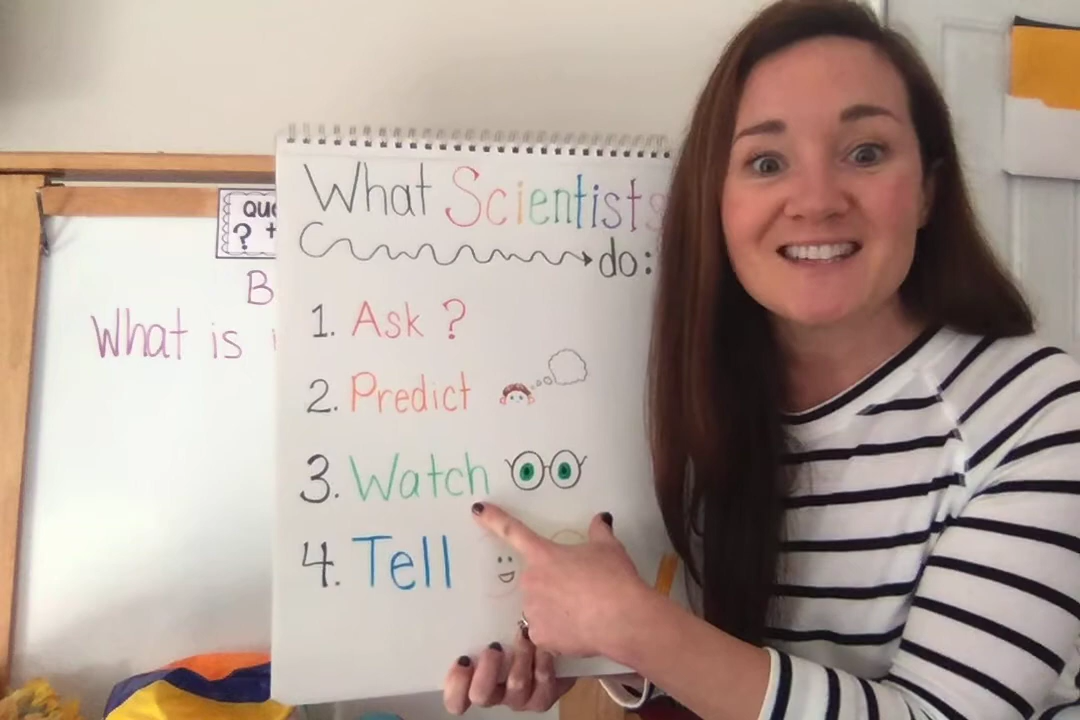 What Scientists
do:
1. Ask ?
2. Predict
3. Watch
4. Tell
? +
B
What is